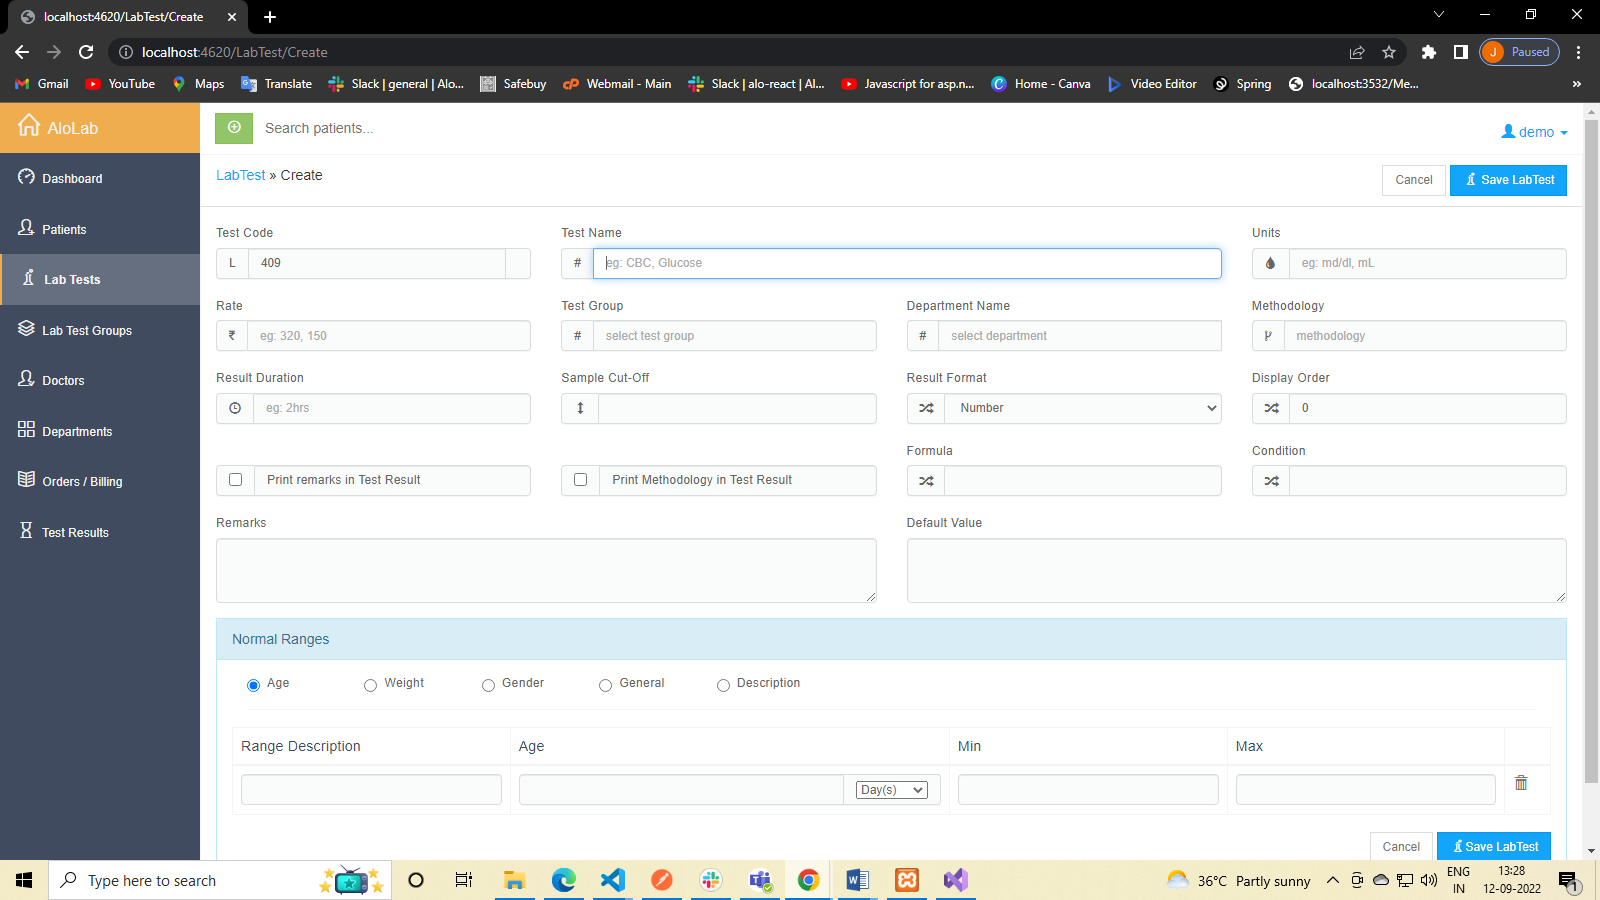 localhost:4620/LabTest/Create
localhost:4620/LabTest/Create
J Paused
Gmail YouTube Maps Translate Slack | general | Alo... Safebuy Webmail - Main Slack | alo-react | Al... Javascript for asp.n... Home - Canva Video Editor Spring localhost:3532/Me... »
AloLab
Search patients...
demo
Dashboard
Patients
Lab Tests
Lab Test Groups
Doctors
Departments
Orders / Billing
Test Results
LabTest » Create
Cancel Save LabTest
Test Code Test Name Units
L 409 # eg: CBC, Glucose eg: md/dl, mL
Rate Test Group Department Name Methodology
₹ eg: 320, 150 # select test group # select department methodology
Result Duration Sample Cut-Off Result Format Display Order
eg: 2hrs Number 0
Formula Condition
Print remarks in Test Result Print Methodology in Test Result
Remarks Default Value
Normal Ranges
Age Weight Gender General Description
Range Description Age Min Max
Day(s)
Cancel Save LabTest
Type here to search
36°C Partly sunny
ENG
IN
13:28
12-09-2022
1